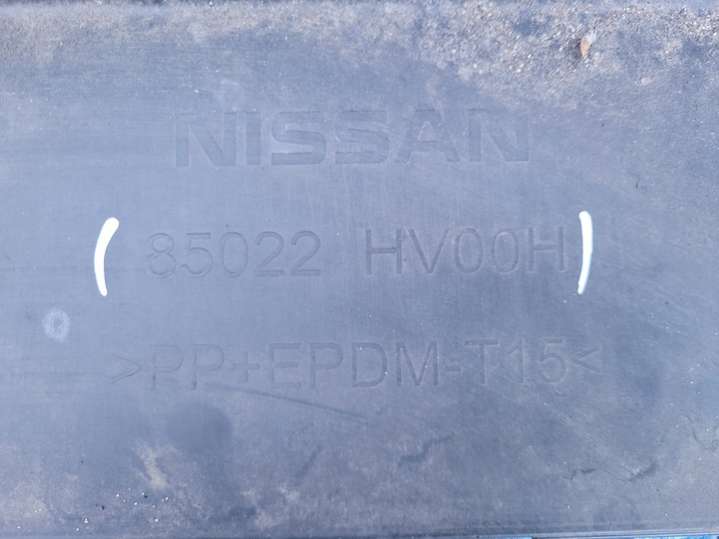 NISSAN
85022 HV00H
>PP+EPDM-T15<